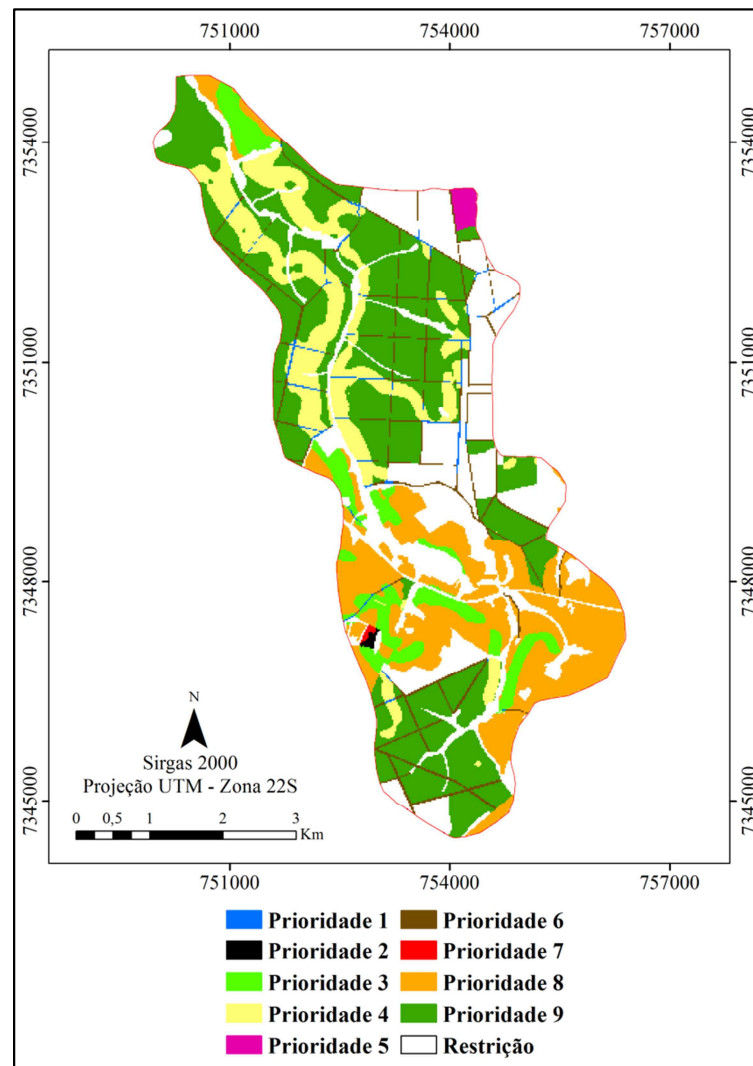 751000 754000 757000
7354000 7354000
7351000 7351000
7348000 7348000
7345000 7345000
N
Sirgas 2000
Projeção UTM - Zona 22S
0 0,5 1 2 3
Km
751000 754000 757000
Prioridade 1 Prioridade 6
Prioridade 2 Prioridade 7
Prioridade 3 Prioridade 8
Prioridade 4 Prioridade 9
Prioridade 5 Restrição